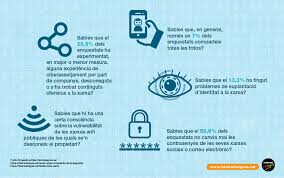 Sabies que el
23,5% dels
enquestats ha
experimentat,
en major o menor mesura,
alguna experiència de
ciberassetjament per part
de companys, desconeguts
o s'ha trobat continguts
ofensius a la xarxa?
Sabies que, en general,
només un 7% dels
enquestats comparteix
totes les fotos?
Sabies que el 13,2% ha tingut
problemes de suplantació
d'identitat a la xarxa?
Sabies que hi ha una
certa consciència
sobre la vulnerabilitat
de les xarxes wifi
públiques de les quals se'n
desconeix el propietari?
Sabies que el 50,9% dels
enquestats no canvia mai les
contrasenyes de les seves xarxes
socials o correu electrònic?